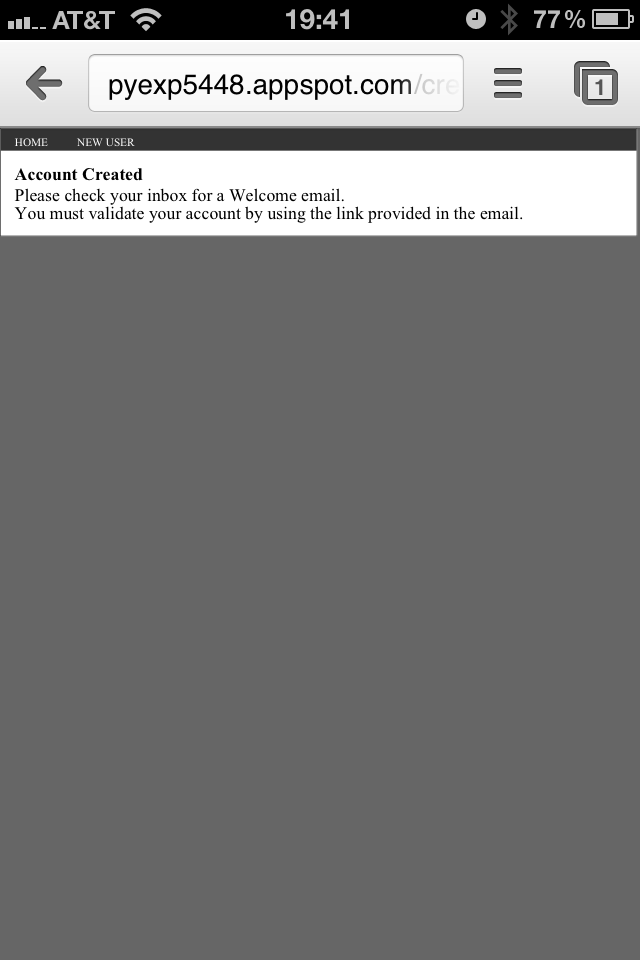 AT&T 19:41 77%
pyexp5448.appspot.com/cre
1
HOME NEW USER
Account Created
Please check your inbox for a Welcome email.
You must validate your account by using the link provided in the email.